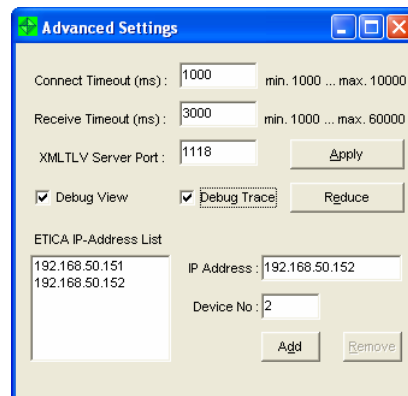 Advanced Settings
Connect Timeout (ms) : 1000 min. 1000 ... max. 10000
Receive Timeout (ms) : 3000 min. 1000 ... max. 60000
XMLTLV Server Port : 1118 Apply
Debug View Debug Trace Reduce
ETICA IP-Address List
192.168.50.151
192.168.50.152
IP Address : 192.168.50.152
Device No : 2
Add Remove